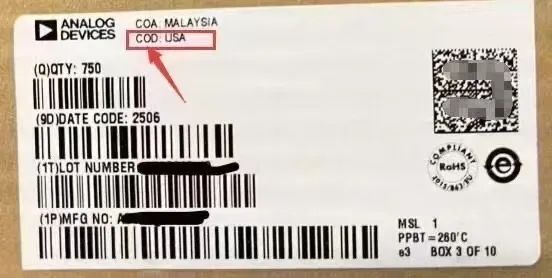 ANALOG
DEVICES
COA: MALAYSIA
COD: USA
(Q)QTY: 750
(9D)DATE CODE: 2506
(1T)LOT NUMBER
(1P)MFG NO: A
COMPLIANT
RoHS
2015/863/EU
e
MSL 1
PPBT=260'C
e3 BOX 3 OF 10